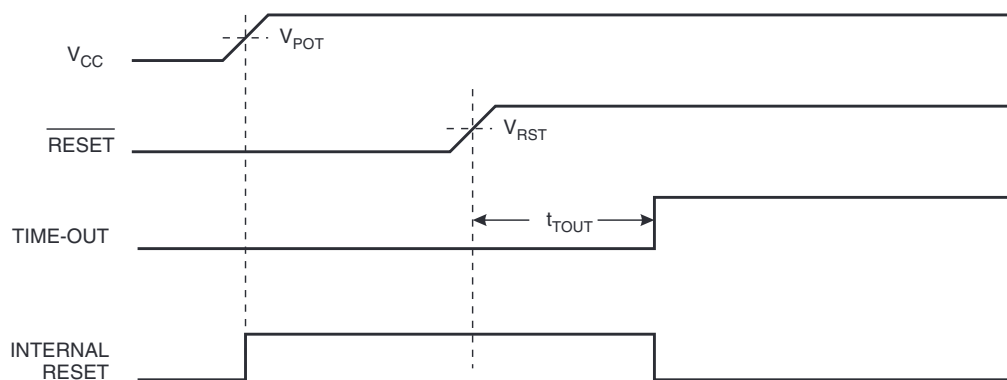 V_CC
V_POT
RESET
V_RST
TIME-OUT
t_TOUT
INTERNAL
RESET